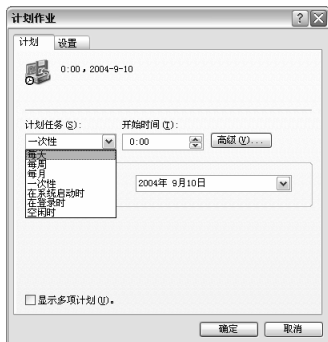 计划作业
计划
设置
0:00，2004-9-10
计划任务(S):
开始时间(T):
一次性
0:00
高级(V)...
每天
每周
每月
一次性
在系统启动时
在登录时
空闲时
2004年 9月10日
显示多项计划(U)。
确定
取消